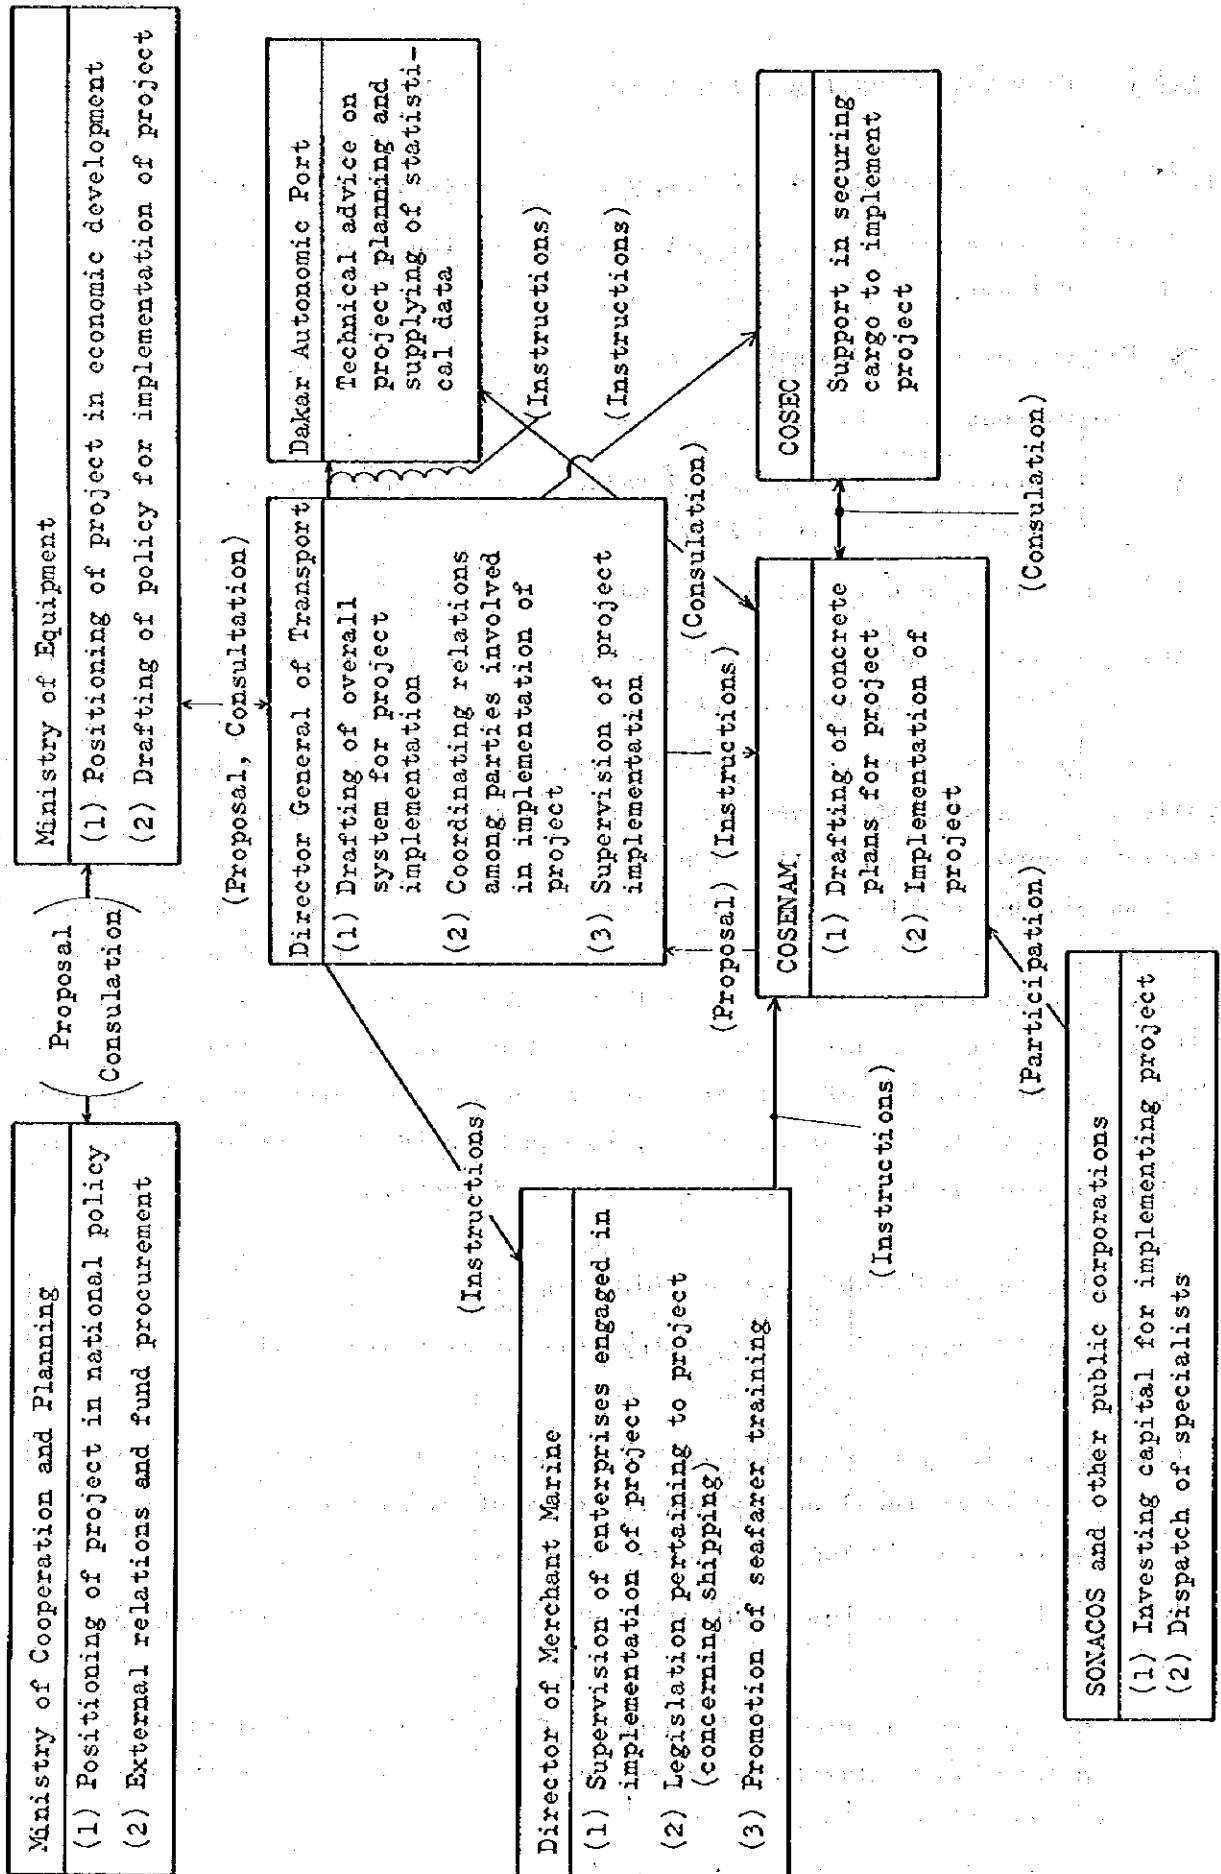 Ministry of Cooperation and Planning
(1) Positioning of project in national policy
(2) External relations and fund procurement
(Proposal
Consulation)
Ministry of Equipment
(1) Positioning of project in economic development
(2) Drafting of policy for implementation of project
(Proposal, Consultation)
Director General of Transport
(1) Drafting of overall
system for project
implementation
(2) Coordinating relations
among parties involved
in implementation of
project
(3) Supervision of project
implementation
Dakar Autonomic Port
Technical advice on
project planning and
supplying of statisti-
cal data
(Instructions)
(Instructions)
(Instructions)
Director of Merchant Marine
(1) Supervision of enterprises engaged in
implementation of project
(2) Legislation pertaining to project
(concerning shipping)
(3) Promotion of seafarer training
(Instructions)
(Proposal) (Instructions)
(Consulation)
COSENAM
(1) Drafting of concrete
plans for project
(2) Implementation of
project
COSEC
Support in securing
cargo to implement
project
(Consulation)
(Participation)
SONACOS and other public corporations
(1) Investing capital for implementing project
(2) Dispatch of specialists